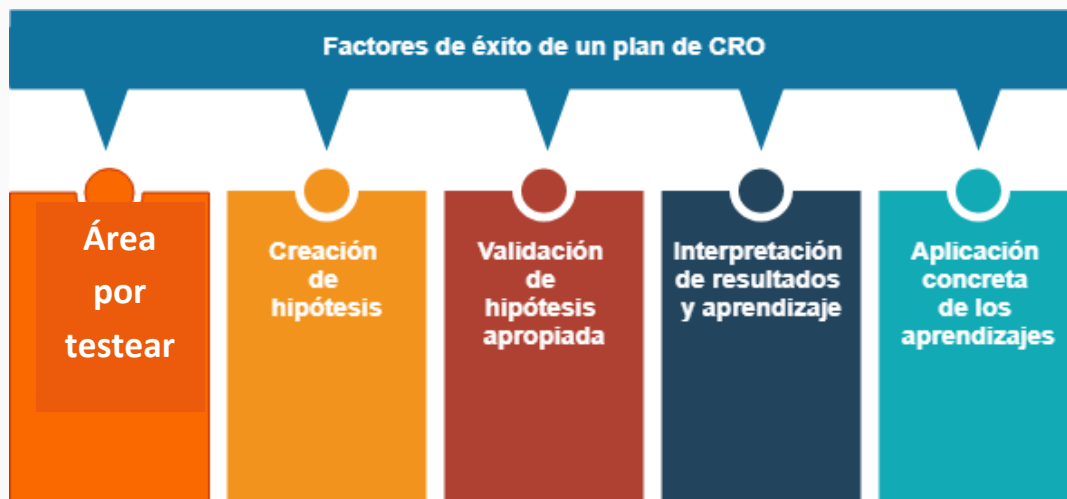 Factores de éxito de un plan de CRO
Área
por
testear
Creación
de
hipótesis
Validación
de
hipótesis
apropiada
Interpretación
de resultados
y aprendizaje
Aplicación
concreta
de los
aprendizajes